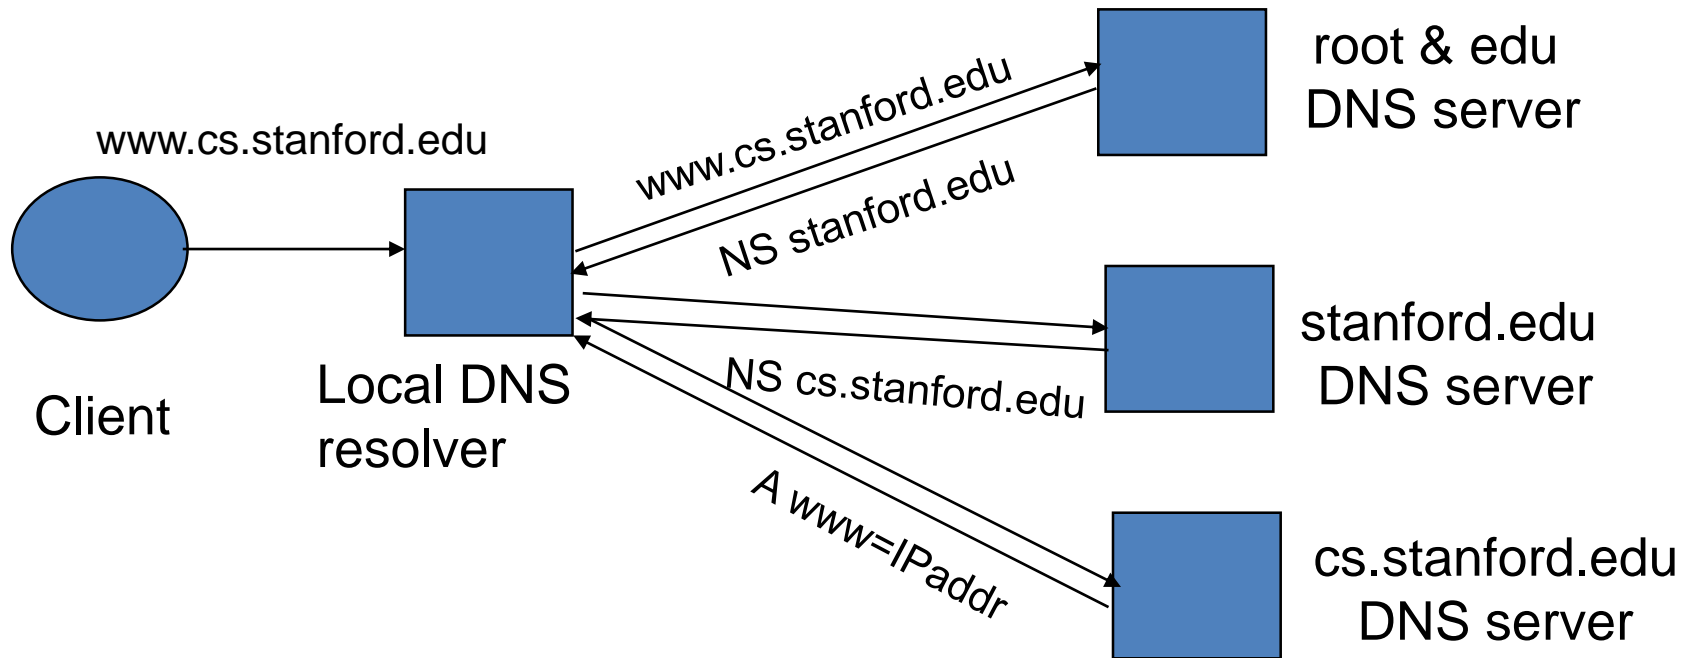 www.cs.stanford.edu
Client
Local DNS
resolver
www.cs.stanford.edu
NS stanford.edu
NS cs.stanford.edu
A www=IPaddr
root & edu
DNS server
stanford.edu
DNS server
cs.stanford.edu
DNS server